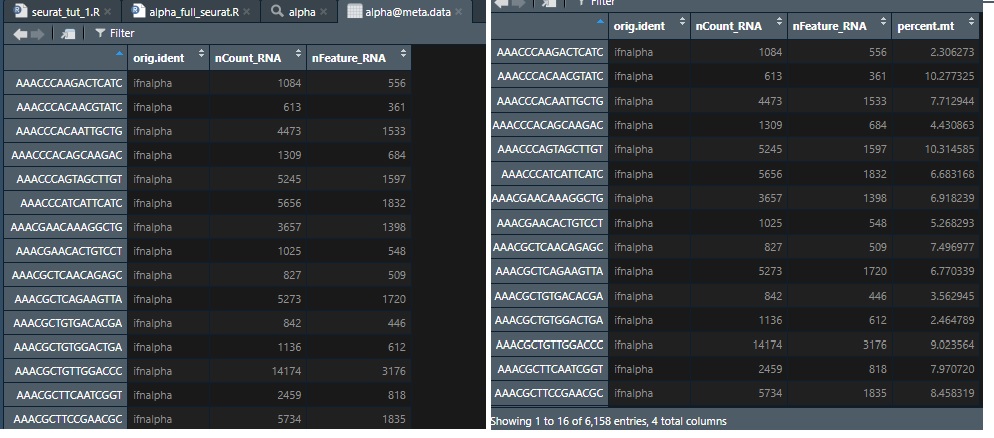 seurat_tut_1.R × alpha_full_seurat.R × alpha × alpha@meta.data ×
Filter
orig.ident nCount_RNA nFeature_RNA
AAACCCAAGACTCATC ifnalpha 1084 556
AAACCCACAACGTATC ifnalpha 613 361
AAACCCACAATTGCTG ifnalpha 4473 1533
AAACCCACAGCAAGAC ifnalpha 1309 684
AAACCCAGTAGCTTGT ifnalpha 5245 1597
AAACCCATCATTCATC ifnalpha 5656 1832
AAACGAACAAAGGCTG ifnalpha 3657 1398
AAACGAACACTGTCCT ifnalpha 1025 548
AAACGCTCAACAGAGC ifnalpha 827 509
AAACGCTCAGAAGTTA ifnalpha 5273 1720
AAACGCTGTGACACGA ifnalpha 842 446
AAACGCTGTGGACTGA ifnalpha 1136 612
AAACGCTGTTGGACCC ifnalpha 14174 3176
AAACGCTTCAATCGGT ifnalpha 2459 818
AAACGCTTCCGAACGC ifnalpha 5734 1835
Filter
orig.ident nCount_RNA nFeature_RNA percent.mt
AAACCCAAGACTCATC ifnalpha 1084 556 2.306273
AAACCCACAACGTATC ifnalpha 613 361 10.277325
AAACCCACAATTGCTG ifnalpha 4473 1533 7.712944
AAACCCACAGCAAGAC ifnalpha 1309 684 4.430863
AAACCCAGTAGCTTGT ifnalpha 5245 1597 10.314585
AAACCCATCATTCATC ifnalpha 5656 1832 6.683168
AAACGAACAAAGGCTG ifnalpha 3657 1398 6.918239
AAACGAACACTGTCCT ifnalpha 1025 548 5.268293
AAACGCTCAACAGAGC ifnalpha 827 509 7.496977
AAACGCTCAGAAGTTA ifnalpha 5273 1720 6.770339
AAACGCTGTGACACGA ifnalpha 842 446 3.562945
AAACGCTGTGGACTGA ifnalpha 1136 612 2.464789
AAACGCTGTTGGACCC ifnalpha 14174 3176 9.023564
AAACGCTTCAATCGGT ifnalpha 2459 818 7.970720
AAACGCTTCCGAACGC ifnalpha 5734 1835 8.458319
Showing 1 to 16 of 6,158 entries, 4 total columns